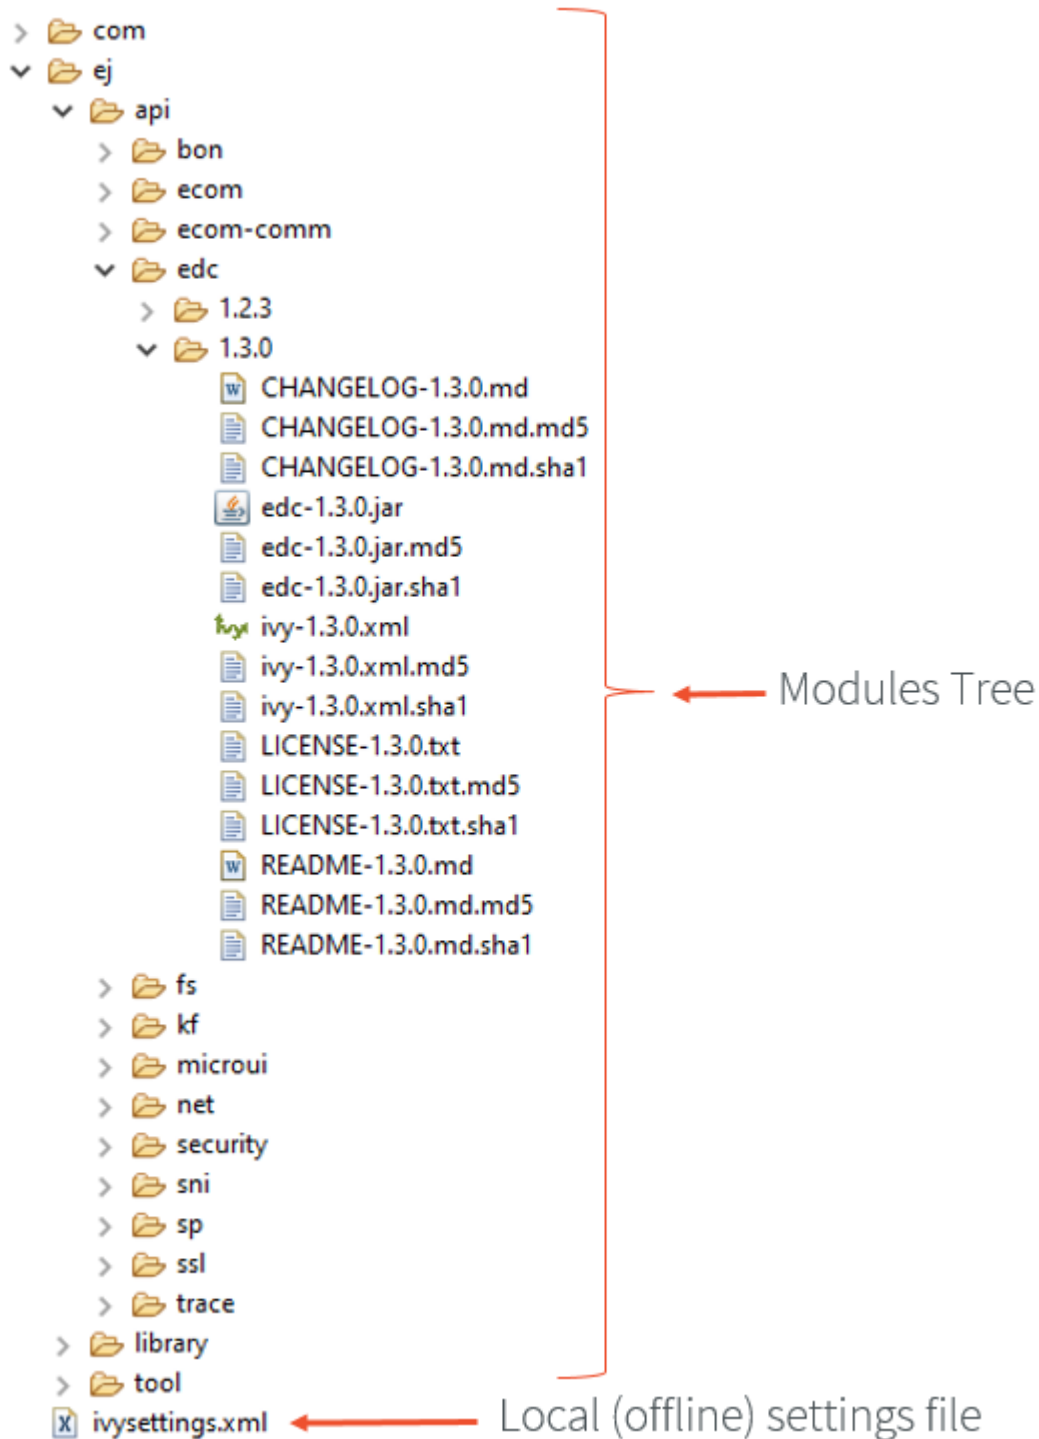 com
ej
api
bon
ecom
ecom-comm
edc
1.2.3
1.3.0
CHANGELOG-1.3.0.md
CHANGELOG-1.3.0.md.md5
CHANGELOG-1.3.0.md.sha1
edc-1.3.0.jar
edc-1.3.0.jar.md5
edc-1.3.0.jar.sha1
ivy ivy-1.3.0.xml
ivy-1.3.0.xml.md5
Modules Tree
ivy-1.3.0.xml.sha1
LICENSE-1.3.0.txt
LICENSE-1.3.0.txt.md5
LICENSE-1.3.0.txt.sha1
README-1.3.0.md
README-1.3.0.md.md5
README-1.3.0.md.sha1
fs
kf
microui
net
security
sni
sp
ssl
trace
library
tool
ivysettings.xml Local (offline) settings file